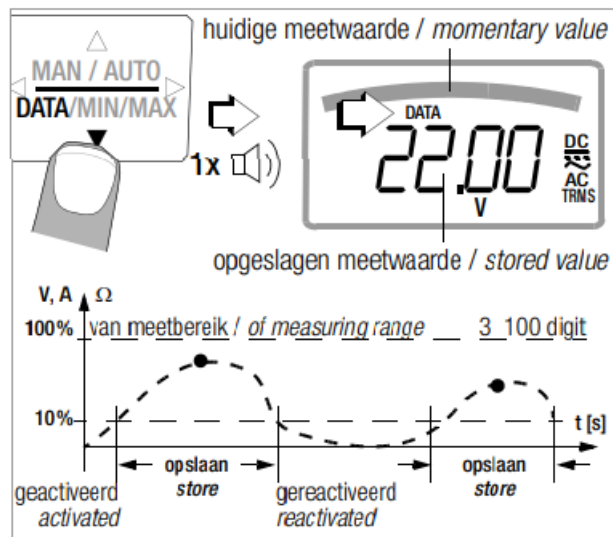 huidige meetwaarde / momentary value
MAN / AUTO
DATA/MIN/MAX
1x
DATA
22.00
V
DC
AC
TRMS
opgeslagen meetwaarde / stored value
V, A Ω
100% van meetbereik / of measuring range 3 100 digit
10%
t [s]
opslaan opslaan
store store
geactiveerd gereactiveerd
activated reactivated